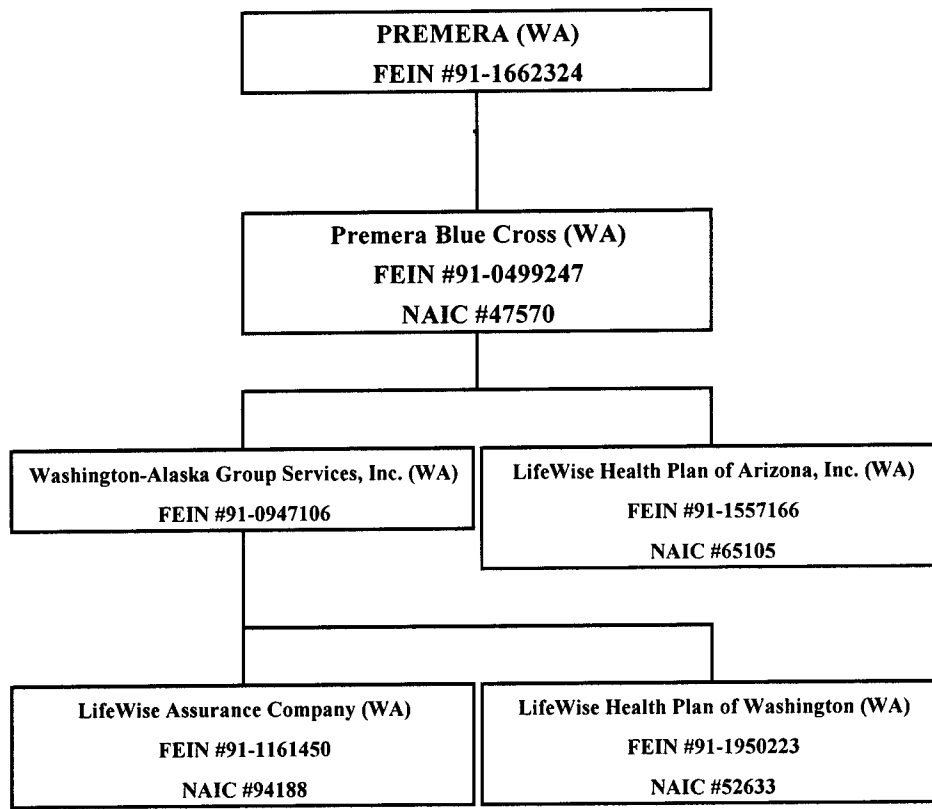 PREMERA (WA)
FEIN #91-1662324
Premera Blue Cross (WA)
FEIN #91-0499247
NAIC #47570
Washington-Alaska Group Services, Inc. (WA)
FEIN #91-0947106
LifeWise Health Plan of Arizona, Inc. (WA)
FEIN #91-1557166
NAIC #65105
LifeWise Assurance Company (WA)
FEIN #91-1161450
NAIC #94188
LifeWise Health Plan of Washington (WA)
FEIN #91-1950223
NAIC #52633